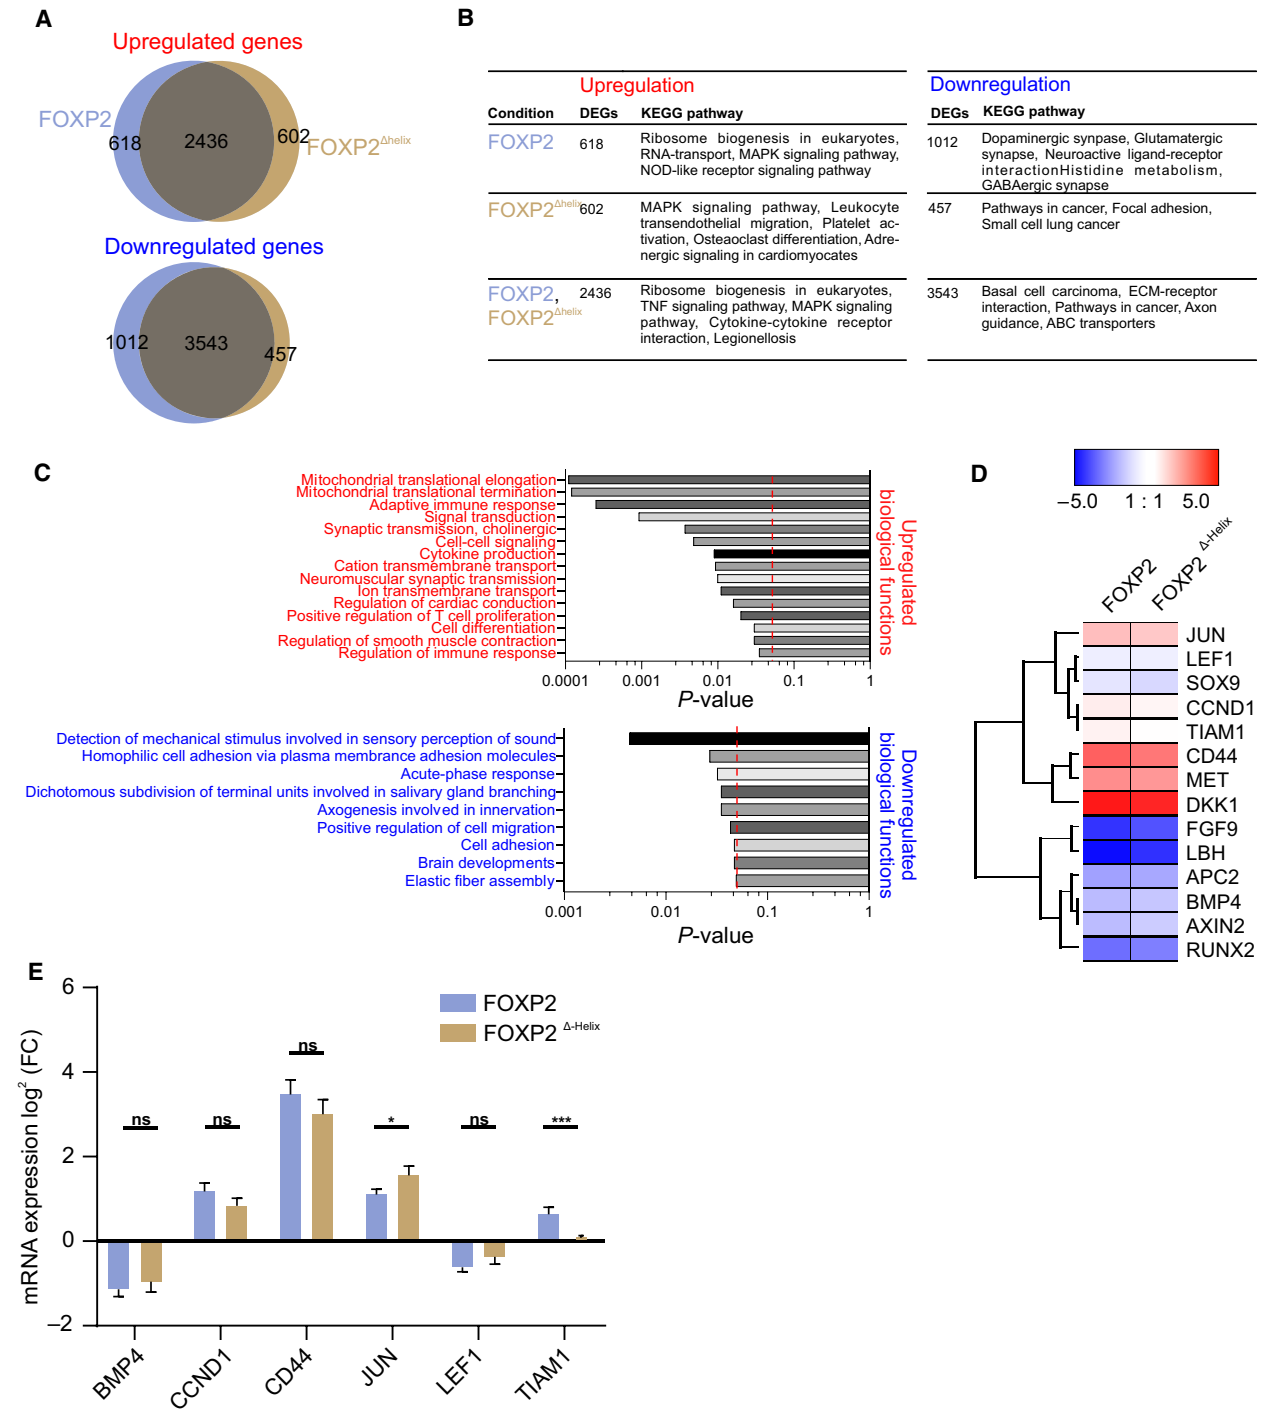 A
Upregulated genes
FOXP2
618
2436
602
FOXP2Δhelix
Downregulated genes
1012
3543
457
B
Upregulation
Downregulation
Condition DEGs KEGG pathway
DEGs KEGG pathway
FOXP2 618
Ribosome biogenesis in eukaryotes,
RNA-transport, MAPK signaling pathway,
NOD-like receptor signaling pathway
1012
Dopaminergic synpase, Glutamatergic
synapse, Neuroactive ligand-receptor
interactionHistidine metabolism,
GABAergic synapse
FOXP2Δhelix 602
MAPK signaling pathway, Leukocyte
transendothelial migration, Platelet ac-
tivation, Osteaoclast differentiation, Adre-
nergic signaling in cardiomyocates
457
Pathways in cancer, Focal adhesion,
Small cell lung cancer
FOXP2,
FOXP2Δhelix
2436
Ribosome biogenesis in eukaryotes,
TNF signaling pathway, MAPK signaling
pathway, Cytokine-cytokine receptor
interaction, Legionellosis
3543
Basal cell carcinoma, ECM-receptor
interaction, Pathways in cancer, Axon
guidance, ABC transporters
C
Mitochondrial translational elongation
Mitochondrial translational termination
Adaptive immune response
Signal transduction
Synaptic transmission, cholinergic
Cell-cell signaling
Cytokine production
Cation transmembrane transport
Neuromuscular synaptic transmission
Ion transmembrane transport
Regulation of cardiac conduction
Positive regulation of T cell proliferation
Cell differentiation
Regulation of smooth muscle contraction
Regulation of immune response
Upregulated
biological functions
0.0001 0.001 0.01 0.1 1
P-value
Detection of mechanical stimulus involved in sensory perception of sound
Homophilic cell adhesion via plasma membrance adhesion molecules
Acute-phase response
Dichotomous subdivision of terminal units involved in salivary gland branching
Axogenesis involved in innervation
Positive regulation of cell migration
Cell adhesion
Brain developments
Elastic fiber assembly
Downregulated
biological functions
0.001 0.01 0.1 1
P-value
D
−5.0 1 : 1 5.0
FOXP2
FOXP2 Δ-Helix
JUN
LEF1
SOX9
CCND1
TIAM1
CD44
MET
DKK1
FGF9
LBH
APC2
BMP4
AXIN2
RUNX2
E
mRNA expression log2 (FC)
6
4
2
0
−2
FOXP2
FOXP2 Δ-Helix
ns
ns
ns
*
ns
***
BMP4
CCND1
CD44
JUN
LEF1
TIAM1